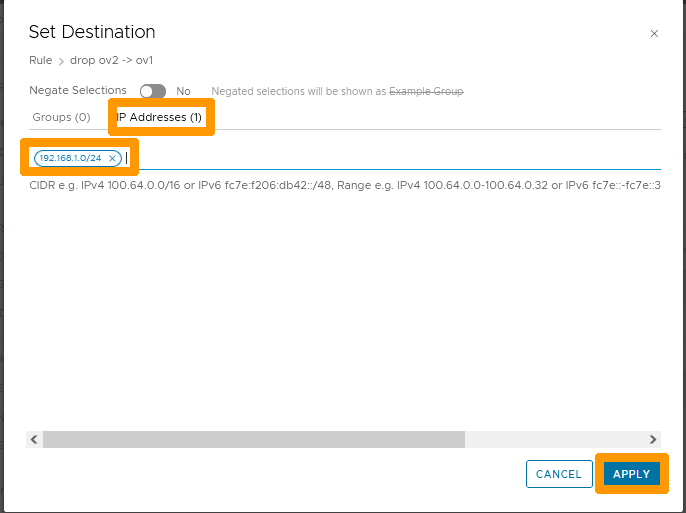 Set Destination
Rule > drop ov2 -> ov1
Negate Selections No Negated selections will be shown as Example Group
Groups (0) IP Addresses (1)
192.168.1.0/24 ×
CIDR e.g. IPv4 100.64.0.0/16 or IPv6 fc7e:f206:db42::/48, Range e.g. IPv4 100.64.0.0-100.64.0.32 or IPv6 fc7e::-fc7e::3
CANCEL APPLY